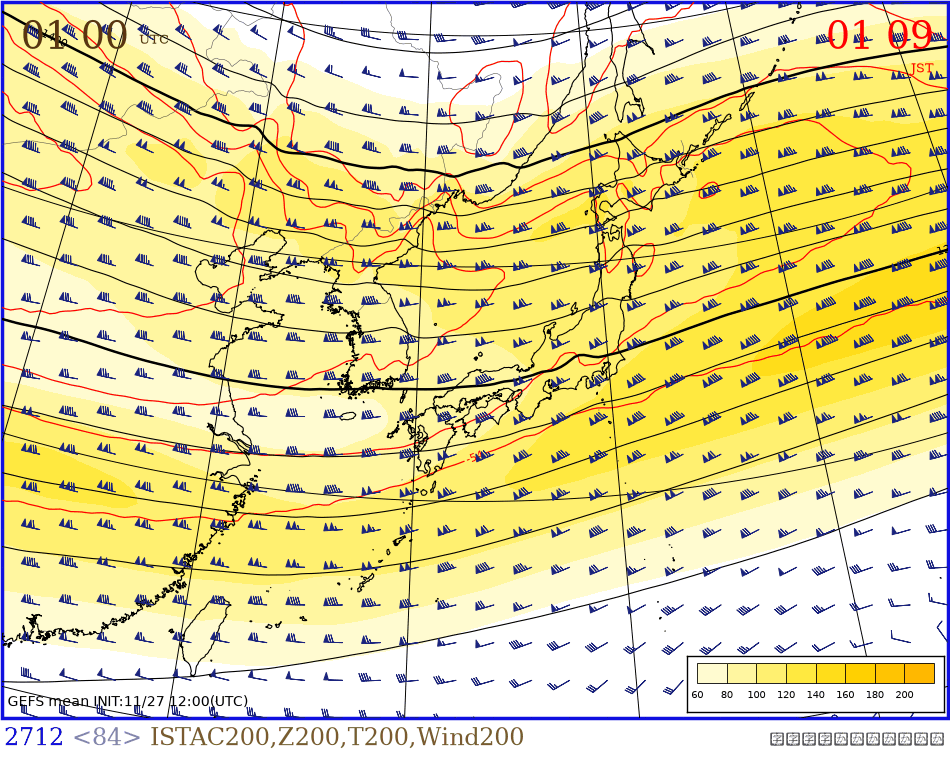 01 00 UTC
01 09
JST
-54
60 80 100 120 140 160 180 200
GEFS mean INIT:11/27 12:00(UTC)
2712 <84> ISTAC200,Z200,T200,Wind200